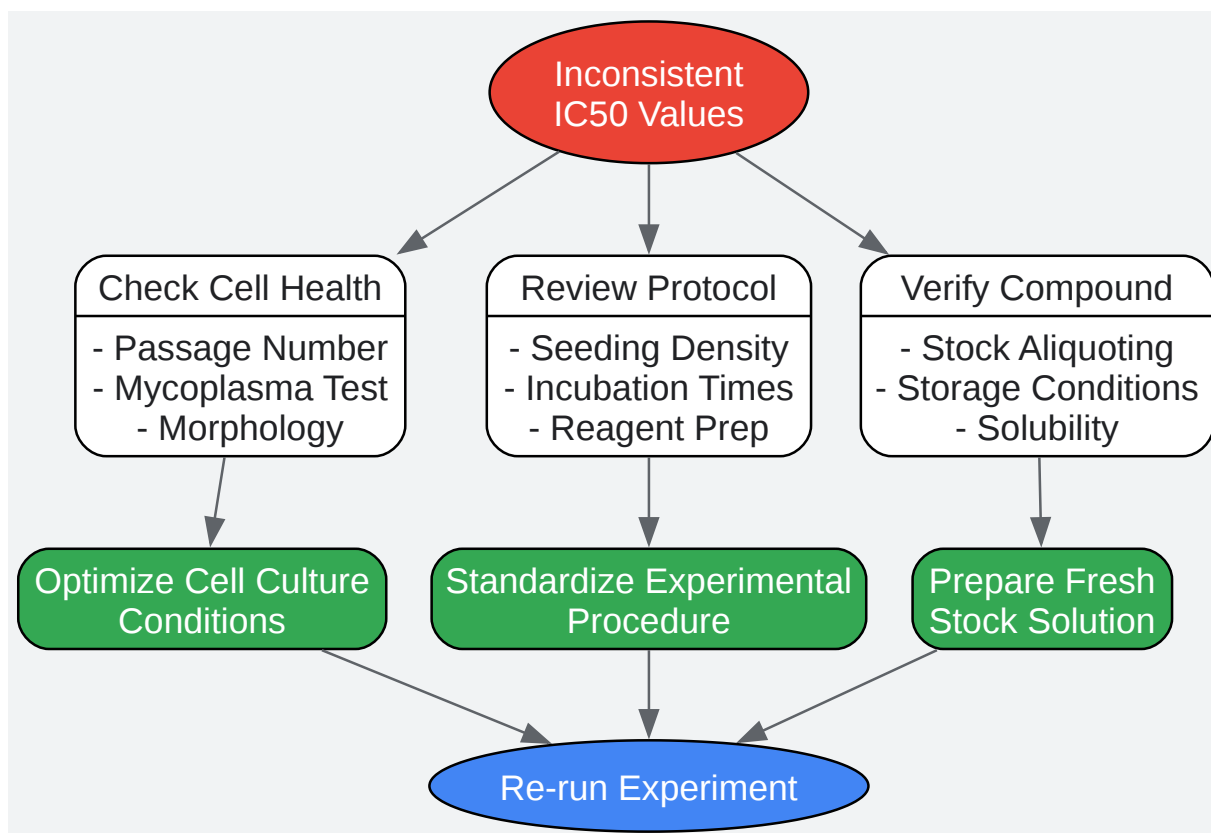 Inconsistent
IC50 Values
Check Cell Health
- Passage Number
- Mycoplasma Test
- Morphology
Review Protocol
- Seeding Density
- Incubation Times
- Reagent Prep
Verify Compound
- Stock Aliquoting
- Storage Conditions
- Solubility
Optimize Cell Culture
Conditions
Standardize Experimental
Procedure
Prepare Fresh
Stock Solution
Re-run Experiment